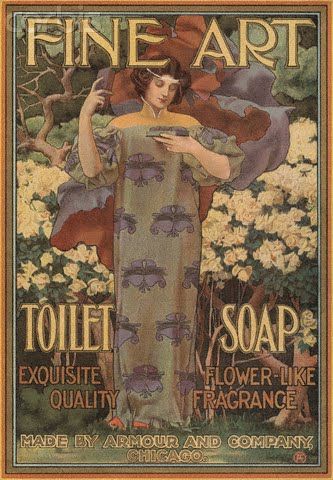 FINE ART
TOILET SOAP
EXQUISITE QUALITY
FLOWER-LIKE FRAGRANCE
MADE BY ARMOUR AND COMPANY,
CHICAGO.